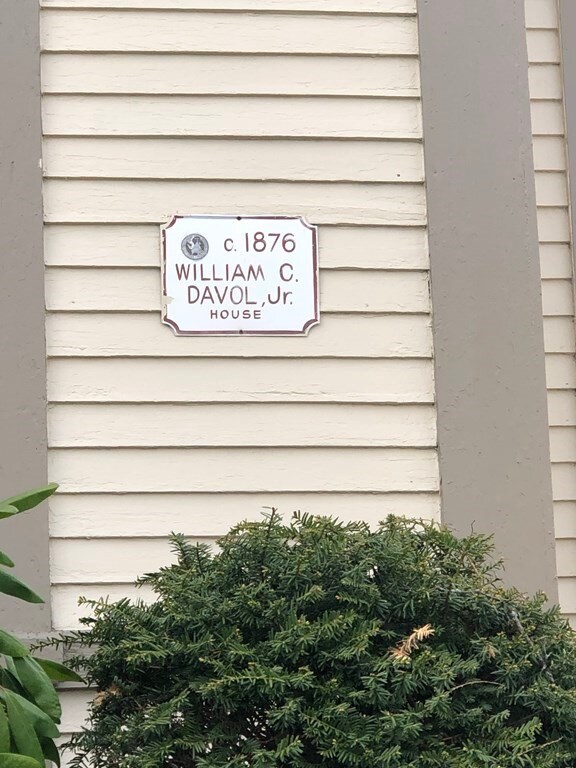 c. 1876
WILLIAM C.
DAVOL, Jr.
HOUSE